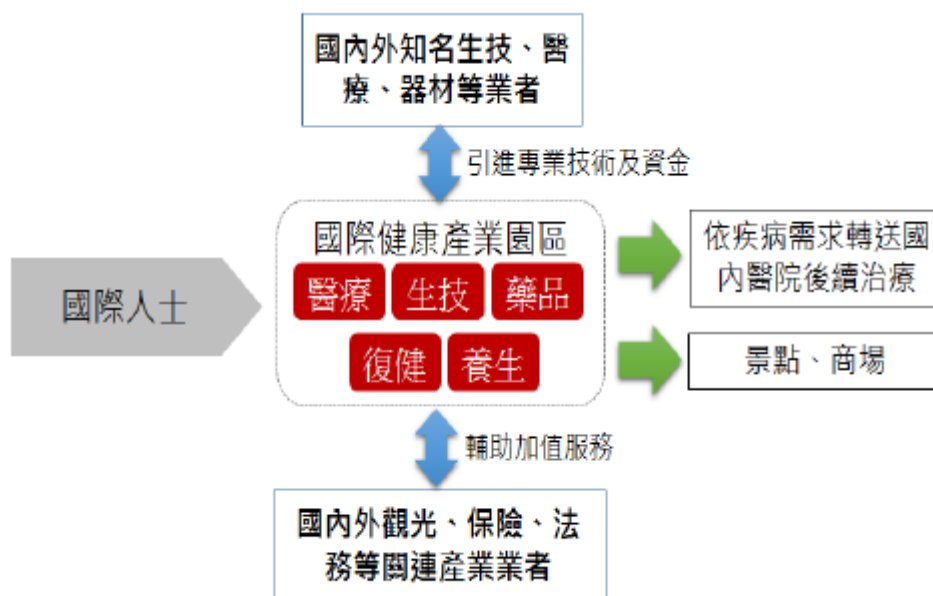 國內外知名生技、醫
療、器材等業者
引進專業技術及資金
國際健康產業園區
醫療 生技 藥品
復健 養生
國際人士
依疾病需求轉送國
內醫院後續治療
景點、商場
輔助加值服務
國內外觀光、保險、法
務等關連產業業者